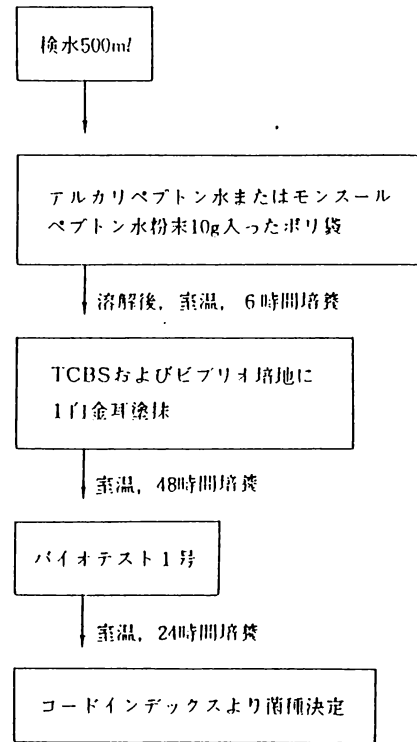 検水500ml
アルカリペプトン水またはモンスール
ペプトン水粉末10g入ったポリ袋
溶解後，室温，6時間培養
TCBSおよびビブリオ培地に
1白金耳塗抹
室温，48時間培養
バイオテスト1号
室温，24時間培養
コードインデックスより菌種決定